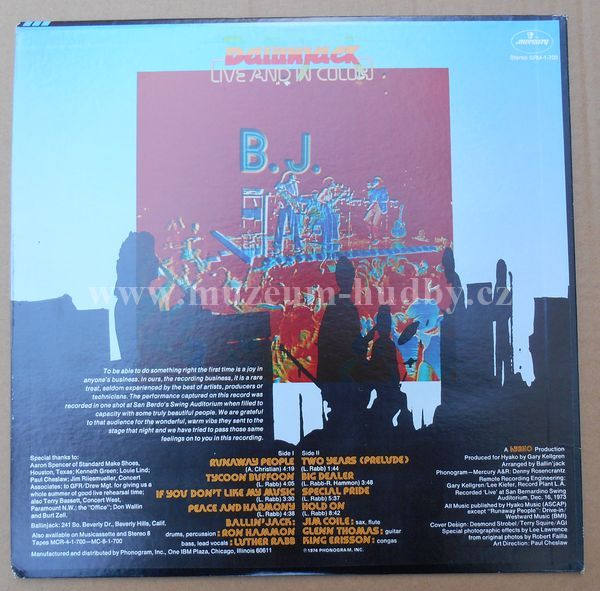 Ballin'jack
LIVE AND IN COLOR
mercury
Stereo SRM-1-700
B.J.
www.muzeum-hudby.cz
To be able to do something right the first time is a joy in
anyone's business. In ours, the recording business, it is a rare
treat, seldom experienced by the best of artists, producers or
technicians. The performance captured on this record was
recorded in one shot at San Berdo's Swing Auditorium when filled to
capacity with some truly beautiful people. We are grateful
to that audience for the wonderful, warm vibs they sent to the
stage that night and we have tried to pass those same
feelings on to you in this recording.
Special thanks to:
Aaron Spencer of Standard Make Shoes,
Houston, Texas; Kenneth Gren; Louie Lind;
Paul Cheslaw; Jim Rilesmueller, Concert
Associates; to GFR/Drew Mgt. for giving us a
whole summer of good live rehearsal time;
also Terry Bassett, Concert West,
Paramount N.W.; the "Office"; Don Wallin
and Burt Zell.
Ballinjack: 241 So. Beverly Dr., Beverly Hills, Calif.
Also available on Musicassette and Stereo 8
Tapes MCR-4-1-700—MC-8-1-700
Manufactured and distributed by Phonogram, Inc., One IBM Plaza, Chicago, Illinois 60611
Side I
RUNAWAY PEOPLE
(A. Christian) 4:19
TYCOON BUFFOON
(L. Rabb) 4:05
IF YOU DON'T LIKE MY MUSIC
(L. Rabb) 3:30
PEACE AND HARMONY
(L. Rabb) 4:38
Side II
TWO YEARS (PRELUDE)
(L. Rabb) 1:44
BIG DEALER
(L. Rabb-R. Hammon) 3:48
SPECIAL PRIDE
(L. Rabb) 5:37
HOLD ON
(L. Rabb) 8:42
BALLIN'JACK: JIM COILE: sax, flute
drums, percussion: RON HAMMON GLENN THOMAS: guitar
bass, lead vocals: LUTHER RABB KING ERISSON: congas
© 1974 PHONOGRAM, INC.
A HYAKO Production
Produced for Hyako by Gary Kellgren
Arranged by Ballin'jack
Phonogram—Mercury A&R: Denny Rosencrantz
Remote Recording Engineering:
Gary Kellgren, Lee Kiefer, Record Plant L.A.
Recorded 'Live' at San Bernardino Swing
Auditorium, Dec. 16, 1973
All Music published by Hyako Music (ASCAP)
except "Runaway People" Drive-in
Westward Music (BMI)
Cover Design: Desmond Strobel/Terry Squire/AGI
Special photographic effects by Lee Lawrence
from original photos by Robert Failla
Art Direction: Paul Cheslaw